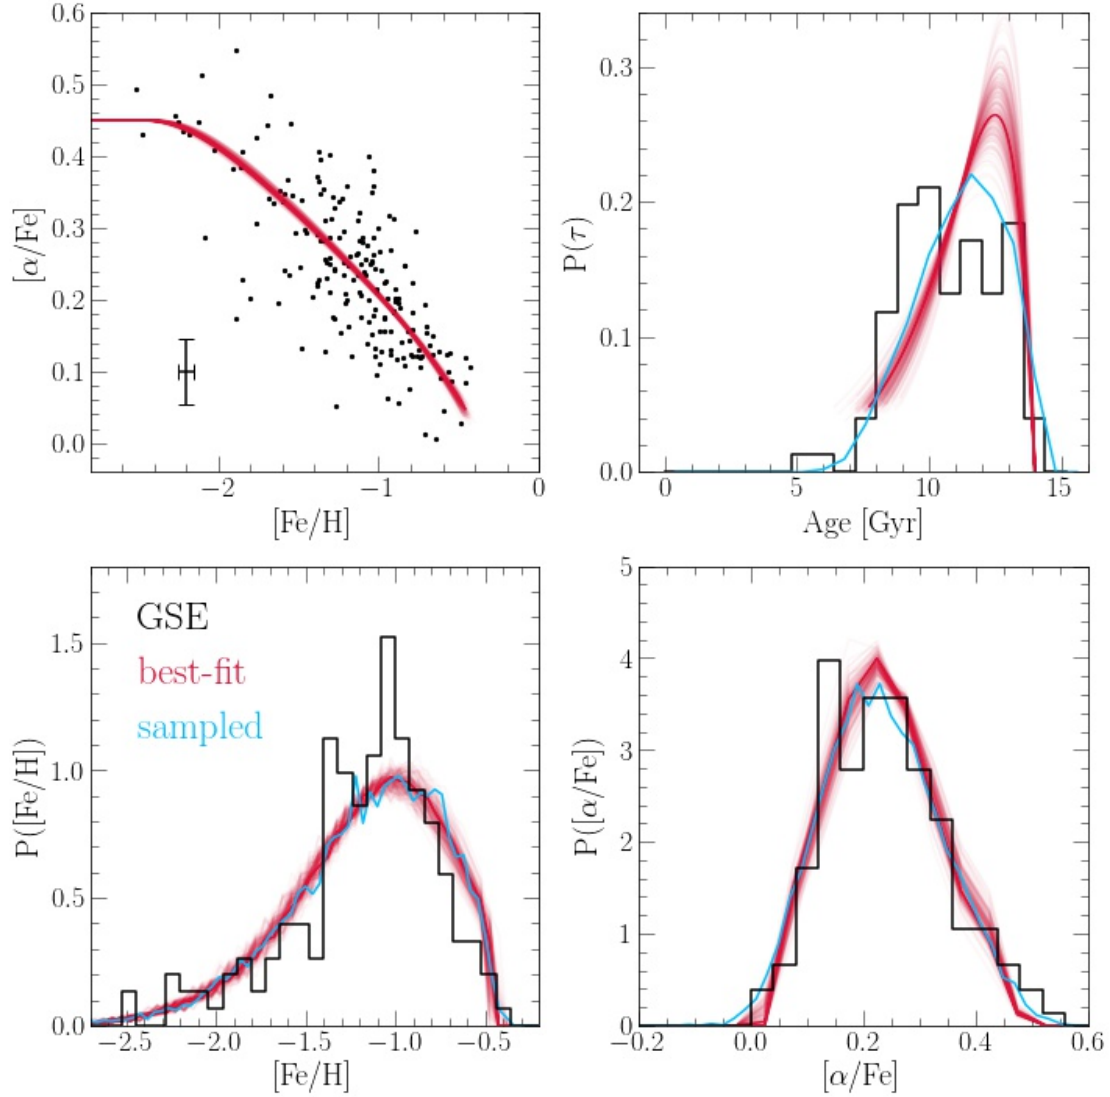 0.6
0.5
0.4
0.3
0.2
0.1
0.0
[α/Fe]
−2 −1 0
[Fe/H]
0.3
0.2
0.1
0.0
P(τ)
0 5 10 15
Age [Gyr]
GSE
best-fit
sampled
1.5
1.0
0.5
0.0
P([Fe/H])
−2.5 −2.0 −1.5 −1.0 −0.5
[Fe/H]
5
4
3
2
1
0
P([α/Fe])
−0.2 0.0 0.2 0.4 0.6
[α/Fe]